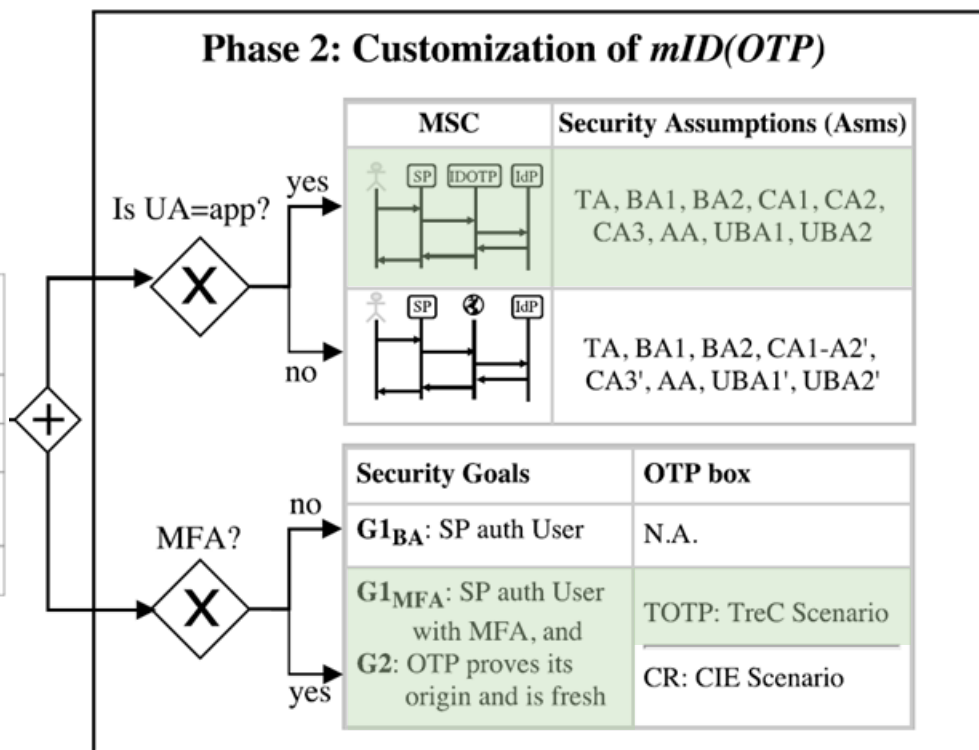 Phase 2: Customization of mID(OTP)
MSC
Security Assumptions (Asms)
Is UA=app?
X
yes
SP
IDOTP
IdP
TA, BA1, BA2, CA1, CA2,
CA3, AA, UBA1, UBA2
no
SP
IdP
TA, BA1, BA2, CA1-A2',
CA3', AA, UBA1', UBA2'
+
MFA?
X
Security Goals
OTP box
no
G1BA: SP auth User
N.A.
yes
G1MFA: SP auth User
with MFA, and
G2: OTP proves its
origin and is fresh
TOTP: TreC Scenario
CR: CIE Scenario